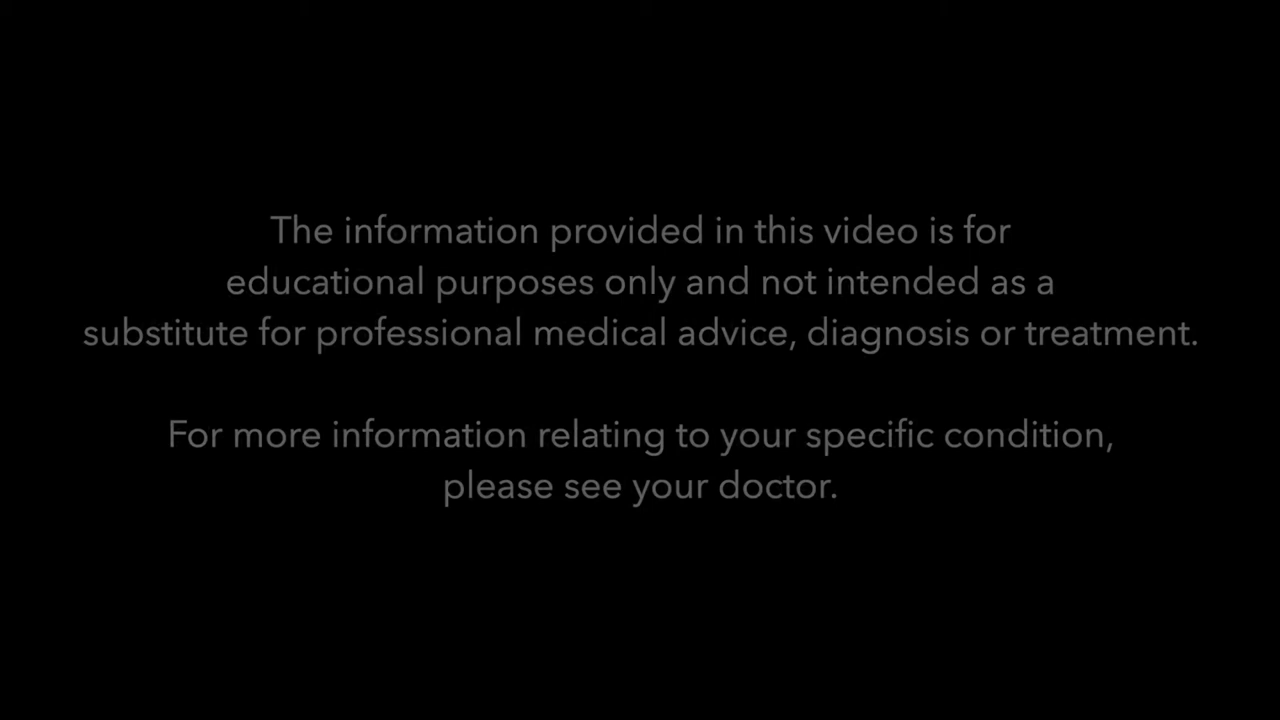 The information provided in this video is for
educational purposes only and not intended as a
substitute for professional medical advice, diagnosis or treatment.
For more information relating to your specific condition,
please see your doctor.